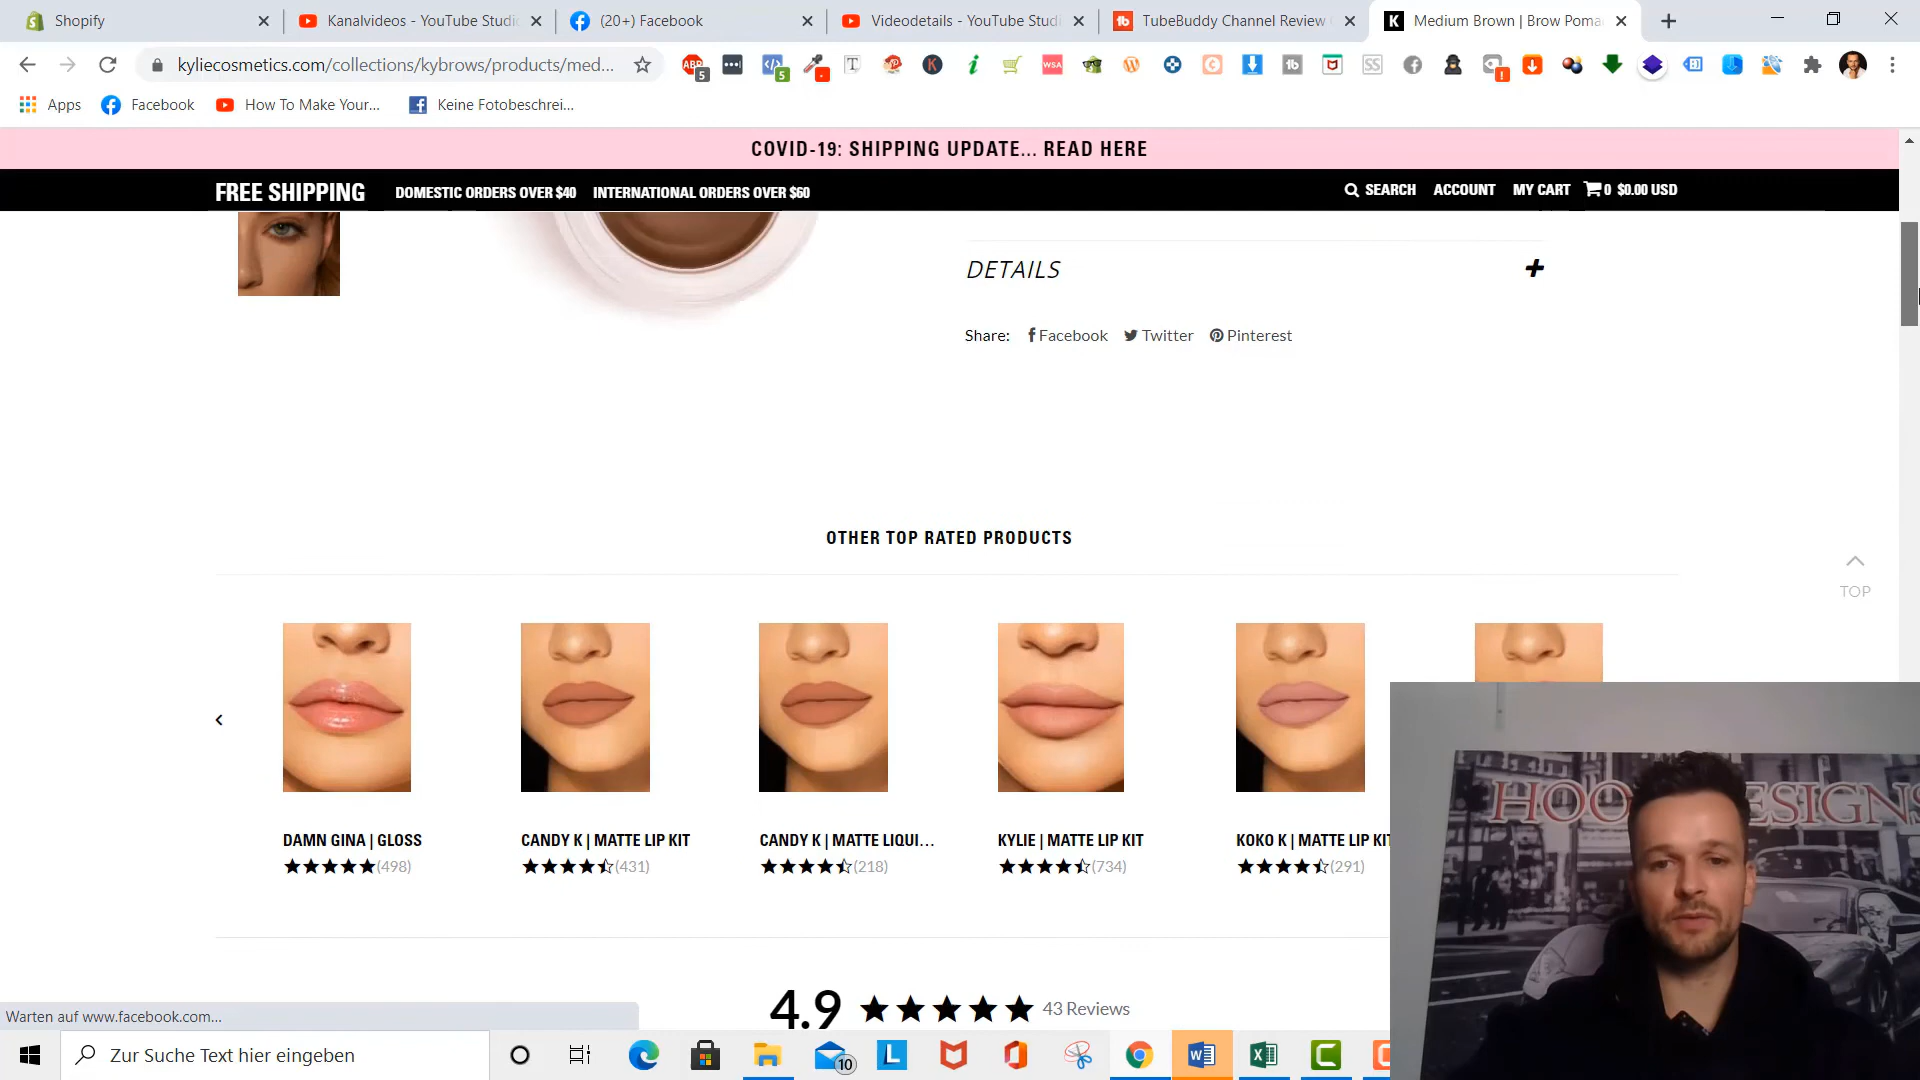 Shopify
Kanalvideos - YouTube Studi
(20+) Facebook
Videodetails - YouTube Studi
TubeBuddy Channel Review
Medium Brown | Brow Poma
kyliecosmetics.com/collections/kybrows/products/med...
Apps
Facebook
How To Make Your...
Keine Fotobeschrei...
COVID-19: SHIPPING UPDATE... READ HERE
FREE SHIPPING DOMESTIC ORDERS OVER $40 INTERNATIONAL ORDERS OVER $60
SEARCH ACCOUNT MY CART 0 $0.00 USD
DETAILS +
Share: Facebook Twitter Pinterest
OTHER TOP RATED PRODUCTS
TOP
DAMN GINA | GLOSS
(498)
CANDY K | MATTE LIP KIT
(431)
CANDY K | MATTE LIQUI...
(218)
KYLIE | MATTE LIP KIT
(734)
KOKO K | MATTE LIP KIT
(291)
4.9 43 Reviews
Warten auf www.facebook.com...
Zur Suche Text hier eingeben
10